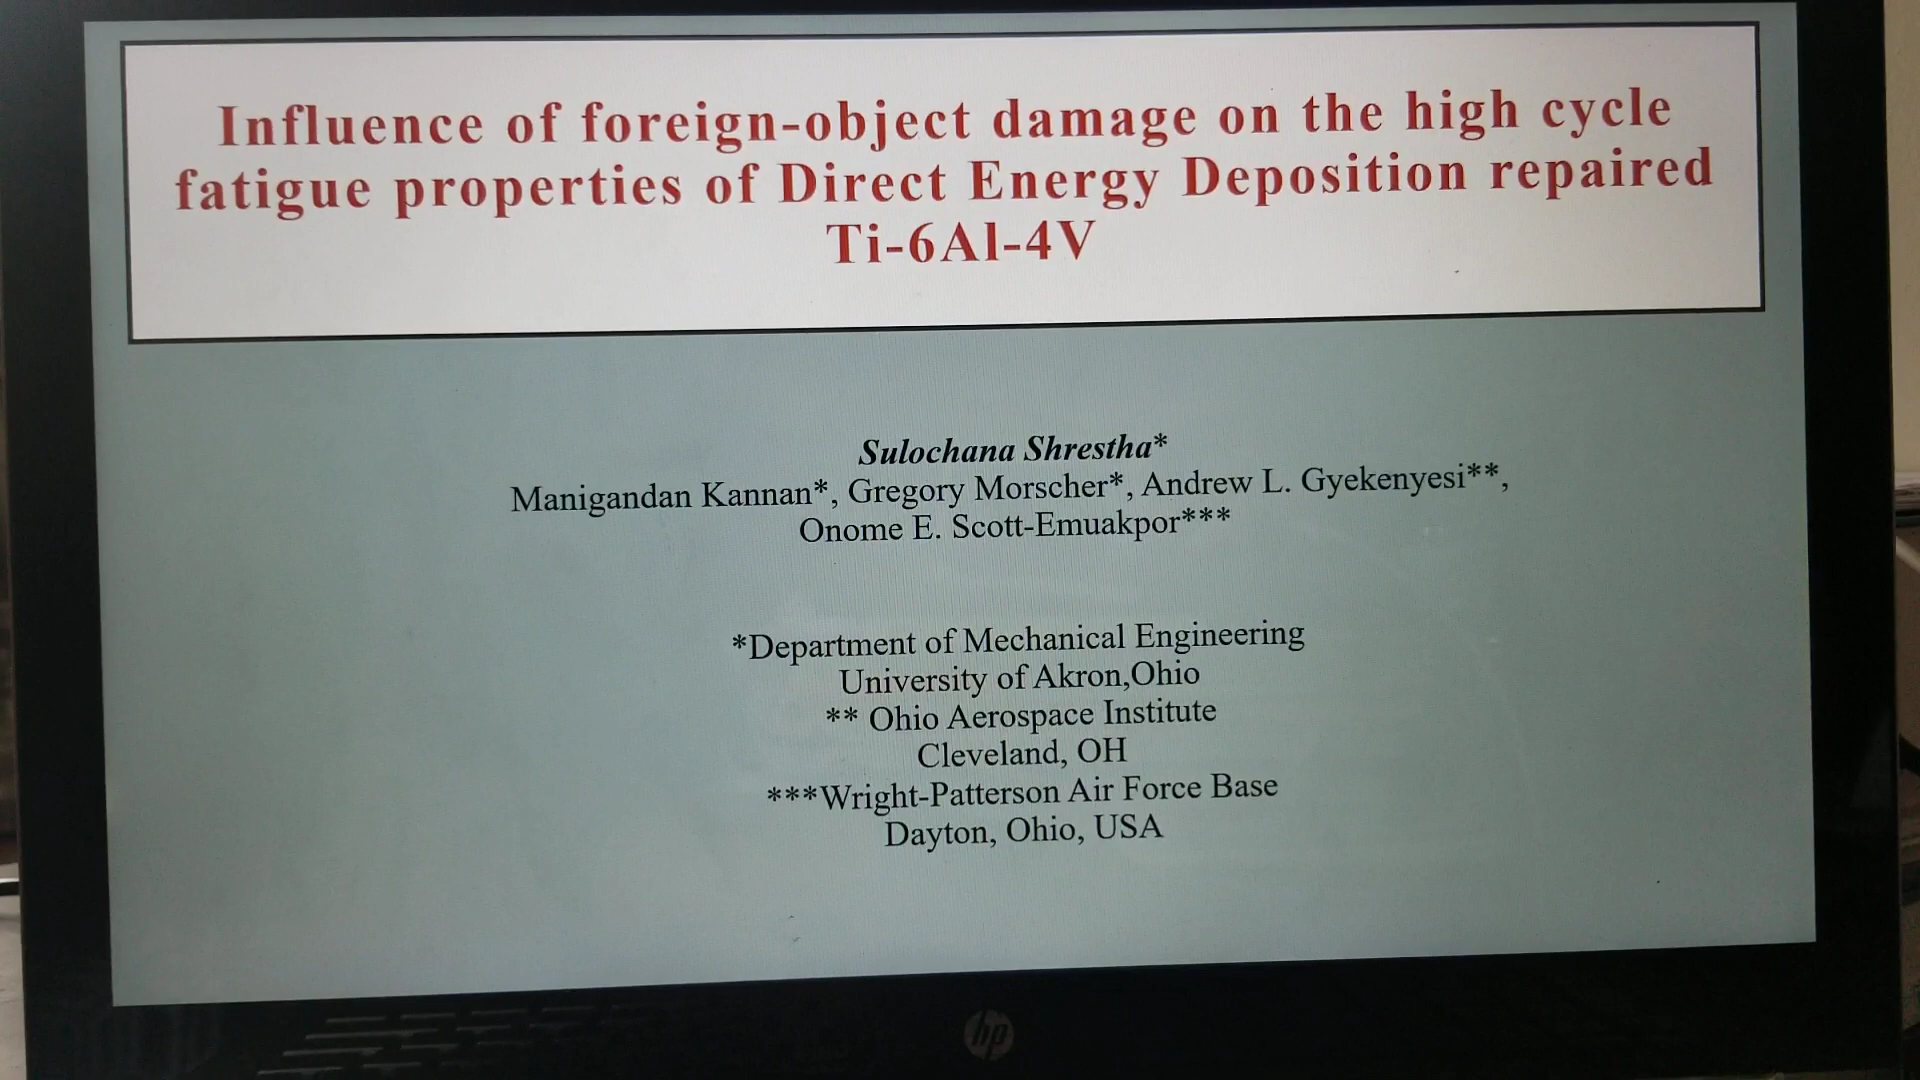 Influence of foreign-object damage on the high cycle
fatigue properties of Direct Energy Deposition repaired
Ti-6Al-4V
Sulochana Shrestha*
Manigandan Kannan*, Gregory Morscher*, Andrew L. Gyekenyesi**,
Onome E. Scott-Emuakpor***
*Department of Mechanical Engineering
University of Akron,Ohio
** Ohio Aerospace Institute
Cleveland, OH
***Wright-Patterson Air Force Base
Dayton, Ohio, USA
hp